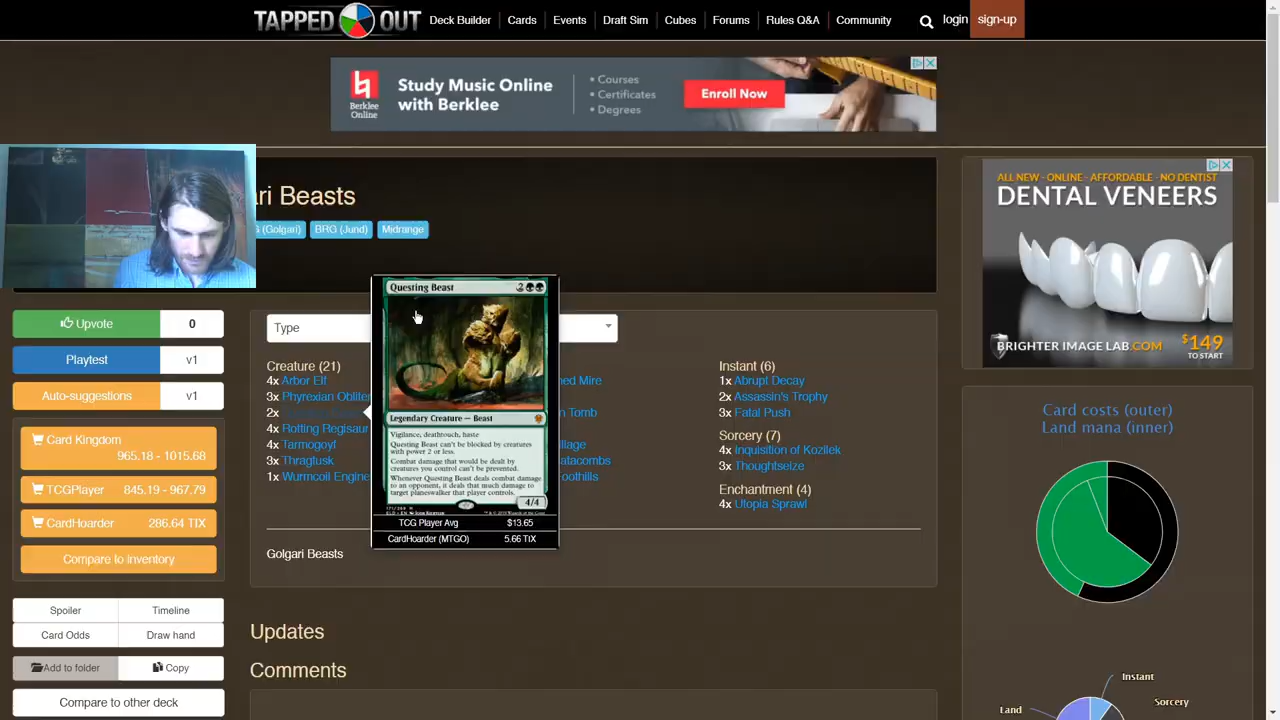 TAPPED OUT
Deck Builder
Cards
Events
Draft Sim
Cubes
Forums
Rules Q&A
Community
login
sign-up
Berklee Online
Study Music Online
with Berklee
• Courses
• Certificates
• Degrees
Enroll Now
ari Beasts
G (Golgari)
BRG (Jund)
Midrange
ALL NEW - ONLINE - AFFORDABLE - NO DENTIST
DENTAL VENEERS
BRIGHTER IMAGE LAB.COM
$149
TO START
Upvote 0
Playtest v1
Auto-suggestions v1
Card Kingdom
965.18 - 1015.68
TCGPlayer 845.19 - 967.79
CardHoarder 286.64 TIX
Compare to inventory
Spoiler
Timeline
Card Odds
Draw hand
Add to folder
Copy
Compare to other deck
Type
Creature (21)
4x Arbor Elf
3x Phyrexian Obliter
2x
4x Rotting Regisaur
4x Tarmogoyf
3x Thragtusk
1x Wurmcoil Engine
Questing Beast 2
Legendary Creature — Beast
Vigilance, deathtouch, haste
Questing Beast can't be blocked by creatures
with power 2 or less.
Combat damage that would be dealt by
creatures you control can't be prevented.
Whenever Questing Beast deals combat damage
to an opponent, it deals that much damage to
target planeswalker that player controls.
4/4
TCG Player Avg $13.65
CardHoarder (MTGO) 5.66 TIX
ed Mire
n Tomb
illage
atacombs
Foothills
Instant (6)
1x Abrupt Decay
2x Assassin's Trophy
3x Fatal Push
Sorcery (7)
4x Inquisition of Kozilek
3x Thoughtseize
Enchantment (4)
4x Utopia Sprawl
Golgari Beasts
Updates
Comments
Card costs (outer)
Land mana (inner)
Instant
Sorcery
Land